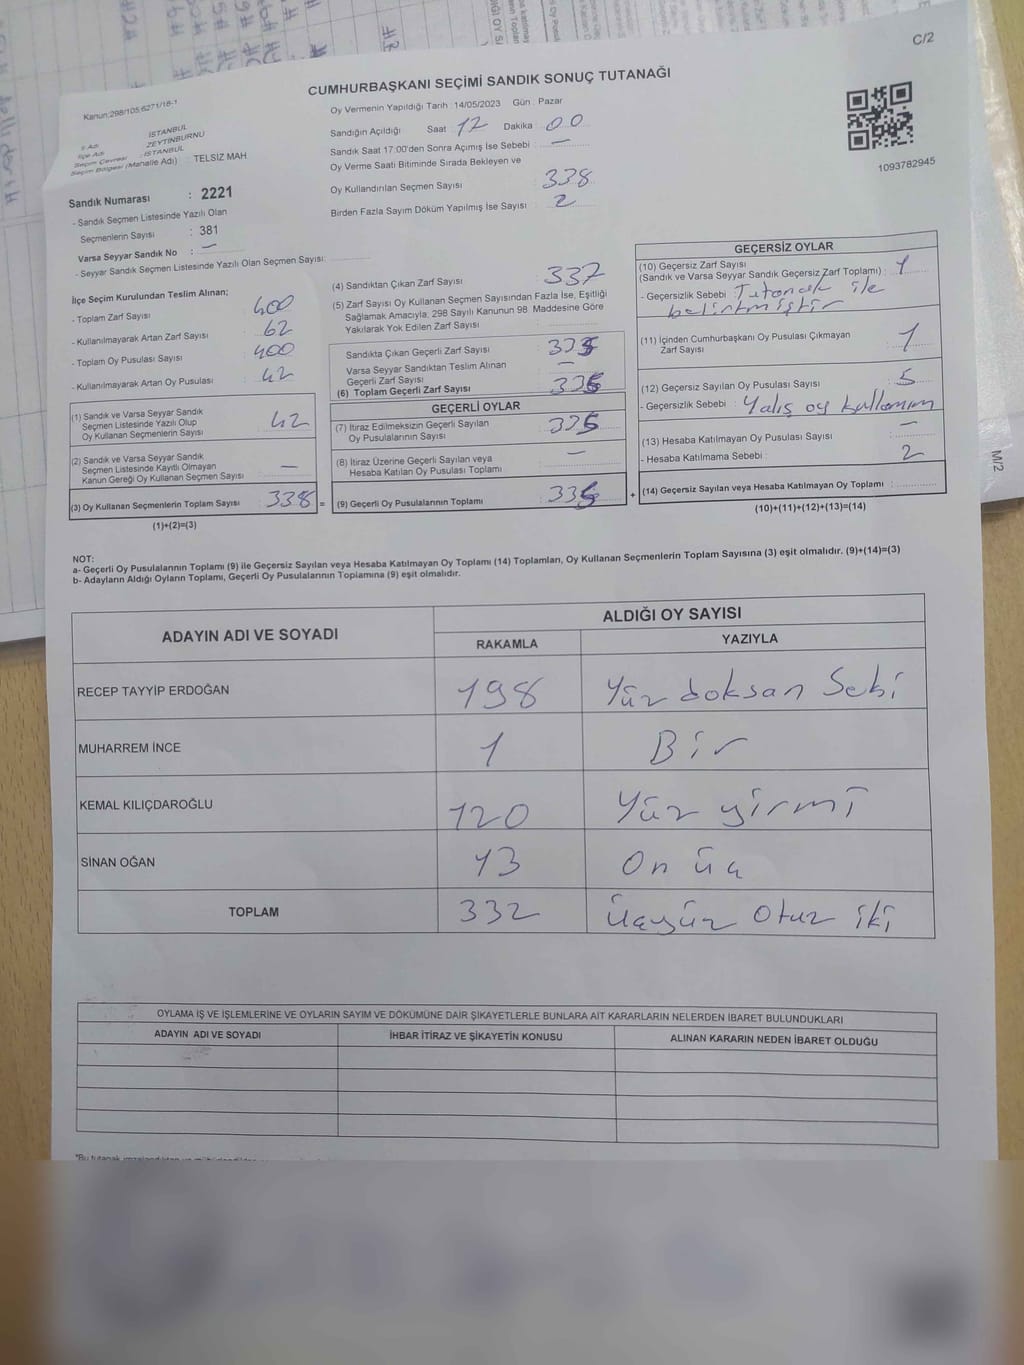 C/2
CUMHURBAŞKANI SEÇİMİ SANDIK SONUÇ TUTANAĞI
Kanun:298/105,6271/18-1
Oy Vermenin Yapıldığı Tarih : 14/05/2023 Gün : Pazar
İl Adı : İSTANBUL
İlçe Adı : ZEYTİNBURNU
Seçim Çevresi : İSTANBUL
Seçim Bölgesi (Mahalle Adı) : TELSİZ MAH
Sandığın Açıldığı Saat : 17 Dakika : 00
Sandık Saat 17:00'den Sonra Açımış İse Sebebi : —
Oy Verme Saati Bitiminde Sırada Bekleyen ve
Oy Kullandırılan Seçmen Sayısı : 338
Birden Fazla Sayım Döküm Yapılmış İse Sayısı : 2
1093782945
Sandık Numarası : 2221
- Sandık Seçmen Listesinde Yazılı Olan
Seçmenlerin Sayısı : 381
Varsa Seyyar Sandık No : —
- Seyyar Sandık Seçmen Listesinde Yazılı Olan Seçmen Sayısı:
İlçe Seçim Kurulundan Teslim Alınan;
- Toplam Zarf Sayısı : 400
- Kullanılmayarak Artan Zarf Sayısı : 62
- Toplam Oy Pusulası Sayısı : 400
- Kullanılmayarak Artan Oy Pusulası : 42
(1) Sandık ve Varsa Seyyar Sandık
Seçmen Listesinde Yazılı Olup
Oy Kullanan Seçmenlerin Sayısı : 42
(2) Sandık ve Varsa Seyyar Sandık
Seçmen Listesinde Kayıtlı Olmayan
Kanun Gereği Oy Kullanan Seçmen Sayısı : —
(3) Oy Kullanan Seçmenlerin Toplam Sayısı : 338 =
(1)+(2)=(3)
(4) Sandıktan Çıkan Zarf Sayısı : 337
(5) Zarf Sayısı Oy Kullanan Seçmen Sayısından Fazla İse, Eşitliği
Sağlamak Amacıyla, 298 Sayılı Kanunun 98. Maddesine Göre
Yakılarak Yok Edilen Zarf Sayısı :
Sandıkta Çıkan Geçerli Zarf Sayısı :
Varsa Seyyar Sandıktan Teslim Alınan
Geçerli Zarf Sayısı : —
(6) Toplam Geçerli Zarf Sayısı :
GEÇERLİ OYLAR
(7) İtiraz Edilmeksizin Geçerli Sayılan
Oy Pusulalarının Sayısı :
(8) İtiraz Üzerine Geçerli Sayılan veya
Hesaba Katılan Oy Pusulası Toplamı : —
(9) Geçerli Oy Pusulalarının Toplamı : +
GEÇERSİZ OYLAR
(10) Geçersiz Zarf Sayısı
(Sandık ve Varsa Seyyar Sandık Geçersiz Zarf Toplamı) : 1
- Geçersizlik Sebebi : Tutanak ile
belirtmiştir
(11) İçinden Cumhurbaşkanı Oy Pusulası Çıkmayan
Zarf Sayısı : 1
(12) Geçersiz Sayılan Oy Pusulası Sayısı : 5
- Geçersizlik Sebebi : Yalış oy kullanım
(13) Hesaba Katılmayan Oy Pusulası Sayısı : —
- Hesaba Katılmama Sebebi : 2
(14) Geçersiz Sayılan veya Hesaba Katılmayan Oy Toplamı :
(10)+(11)+(12)+(13)=(14)
M/2
NOT:
a- Geçerli Oy Pusulalarının Toplamı (9) ile Geçersiz Sayılan veya Hesaba Katılmayan Oy Toplamı (14) Toplamları, Oy Kullanan Seçmenlerin Toplam Sayısına (3) eşit olmalıdır. (9)+(14)=(3)
b- Adayların Aldığı Oyların Toplamı, Geçerli Oy Pusulalarının Toplamına (9) eşit olmalıdır.
ADAYIN ADI VE SOYADI
ALDIĞI OY SAYISI
RAKAMLA YAZIYLA
RECEP TAYYİP ERDOĞAN 198 Yüz doksan Seki
MUHARREM İNCE 1 Bir
KEMAL KILIÇDAROĞLU 120 Yüz yirmi
SİNAN OĞAN 13 On üç
TOPLAM 332 üçyüz Otuz iki
OYLAMA İŞ VE İŞLEMLERİNE VE OYLARIN SAYIM VE DÖKÜMÜNE DAİR ŞİKAYETLERLE BUNLARA AİT KARARLARIN NELERDEN İBARET BULUNDUKLARI
ADAYIN ADI VE SOYADI İHBAR İTİRAZ VE ŞİKAYETİN KONUSU ALINAN KARARIN NEDEN İBARET OLDUĞU